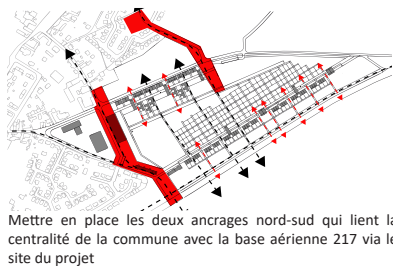 Mettre en place les deux ancrages nord-sud qui lient la
centralité de la commune avec la base aérienne 217 via le
site du projet